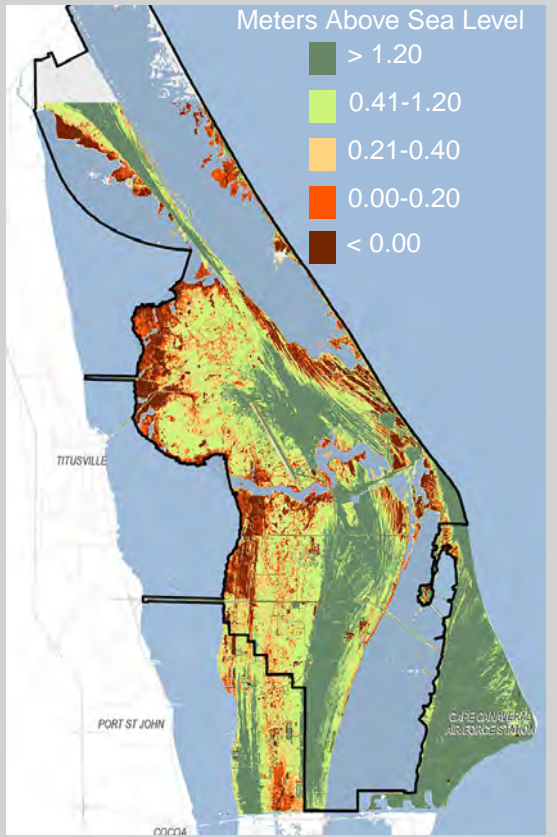 Meters Above Sea Level
> 1.20
0.41-1.20
0.21-0.40
0.00-0.20
< 0.00
TITUSVILLE
PORT ST JOHN
CAPE CANAVERAL
AIR FORCE STATION
COCOA